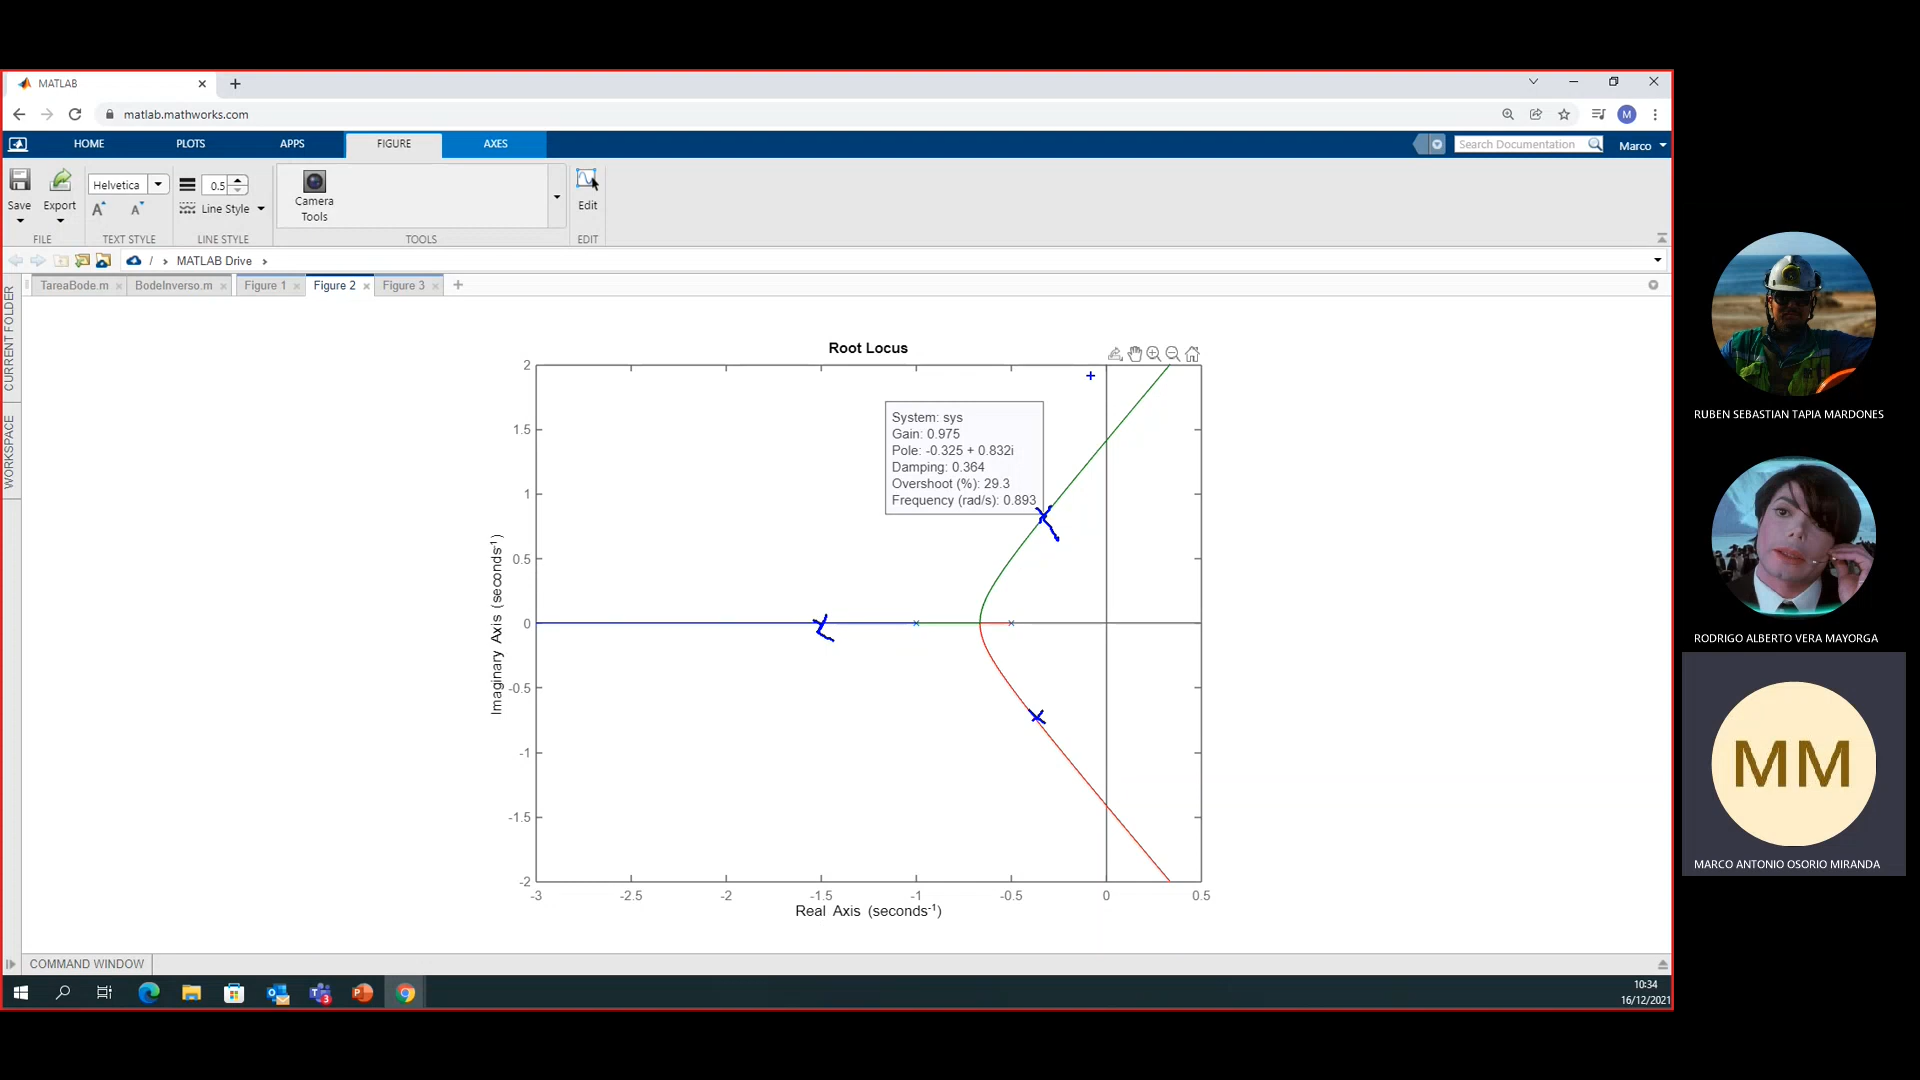 MATLAB
matlab.mathworks.com
M
HOME
PLOTS
APPS
FIGURE
AXES
Search Documentation
Marco
Save
Export
Helvetica
0.5
A
A
Line Style
Camera
Tools
Edit
FILE
TEXT STYLE
LINE STYLE
TOOLS
EDIT
/
MATLAB Drive
TareaBode.m
BodeInverso.m
Figure 1
Figure 2
Figure 3
CURRENT FOLDER
WORKSPACE
Root Locus
System: sys
Gain: 0.975
Pole: -0.325 + 0.832i
Damping: 0.364
Overshoot (%): 29.3
Frequency (rad/s): 0.893
2
1.5
1
0.5
0
-0.5
-1
-1.5
-2
Imaginary Axis (seconds⁻¹)
-3
-2.5
-2
-1.5
-1
-0.5
0
0.5
Real Axis (seconds⁻¹)
COMMAND WINDOW
3
10:34
16/12/2021
RUBEN SEBASTIAN TAPIA MARDONES
RODRIGO ALBERTO VERA MAYORGA
MM
MARCO ANTONIO OSORIO MIRANDA